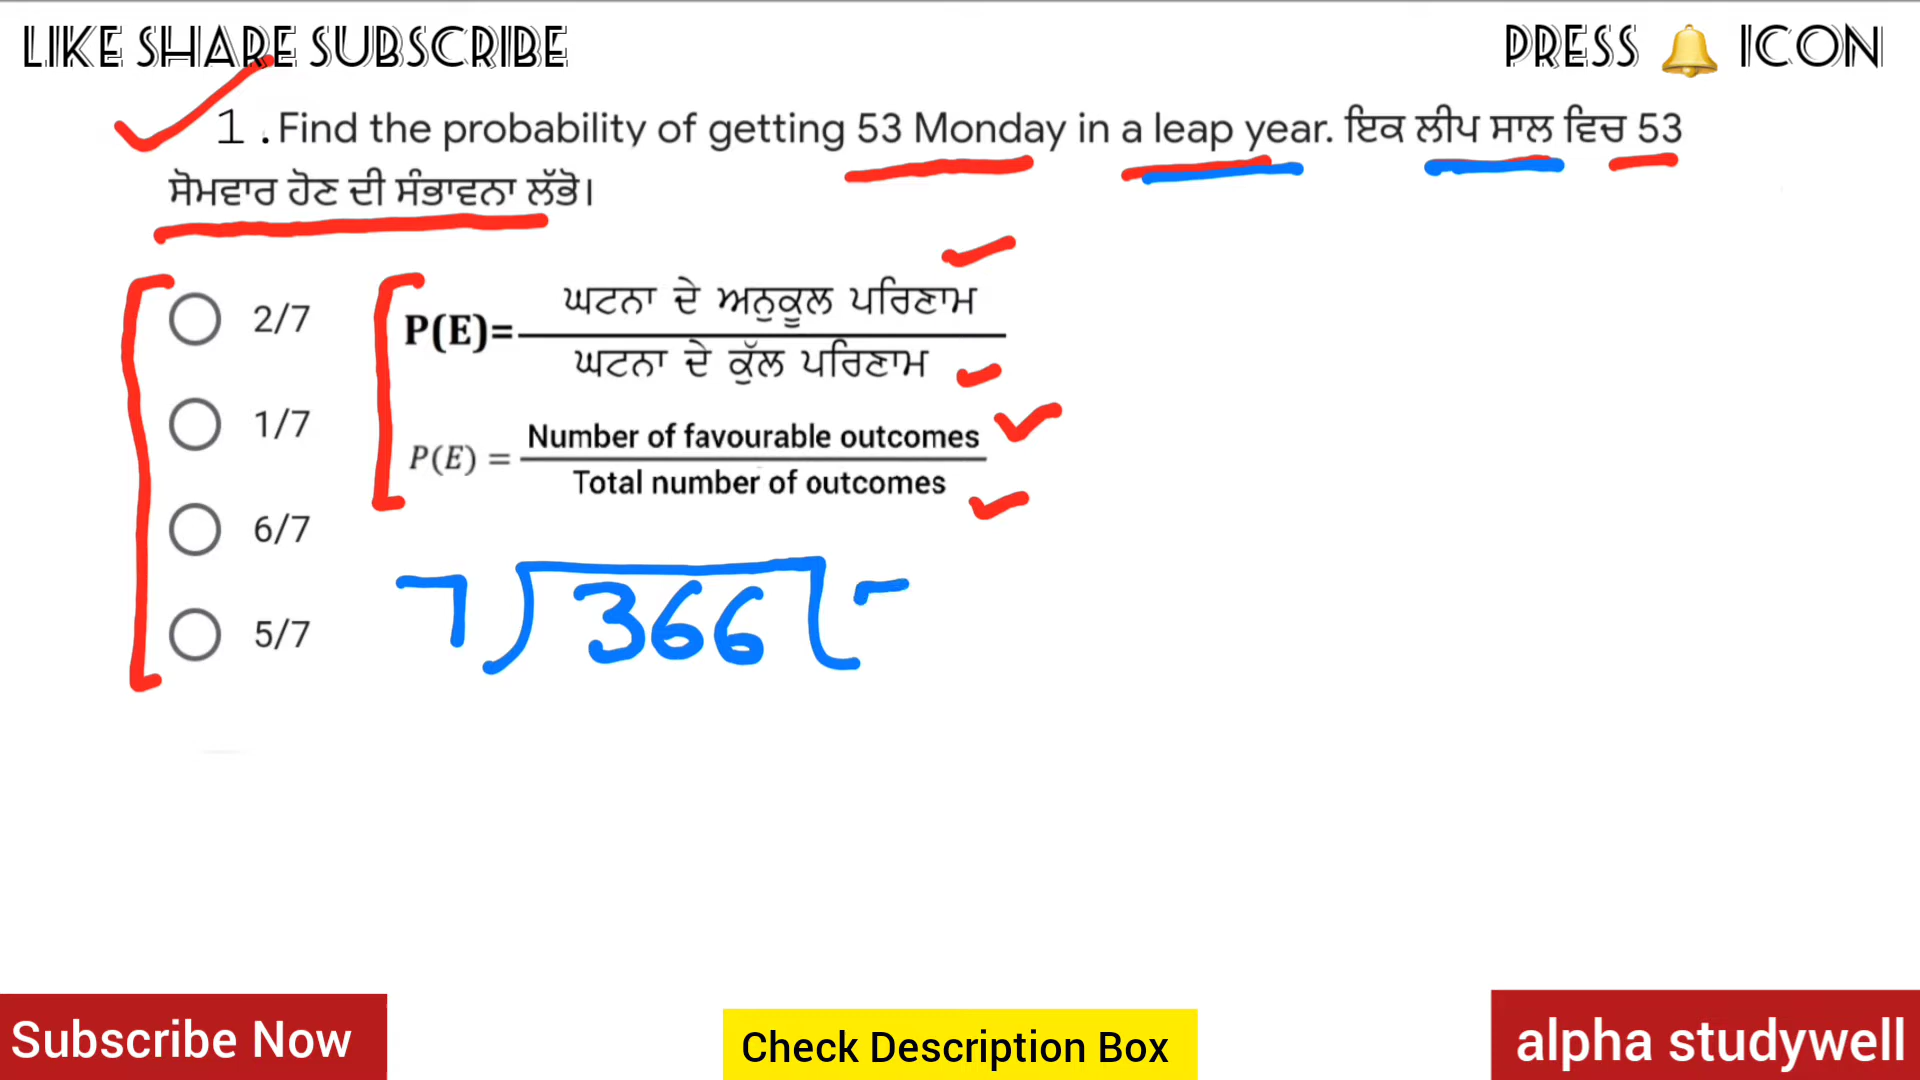 LIKE SHARE SUBSCRIBE
PRESS 🔔 ICON
1. Find the probability of getting 53 Monday in a leap year. ਇਕ ਲੀਪ ਸਾਲ ਵਿਚ 53
ਸੋਮਵਾਰ ਹੋਣ ਦੀ ਸੰਭਾਵਨਾ ਲੱਭੋ।
2/7
1/7
6/7
5/7
P(E)= ਘਟਨਾ ਦੇ ਅਨੁਕੂਲ ਪਰਿਣਾਮ
ਘਟਨਾ ਦੇ ਕੁੱਲ ਪਰਿਣਾਮ
P(E) = Number of favourable outcomes
Total number of outcomes
7)366(
Subscribe Now
Check Description Box
alpha studywell